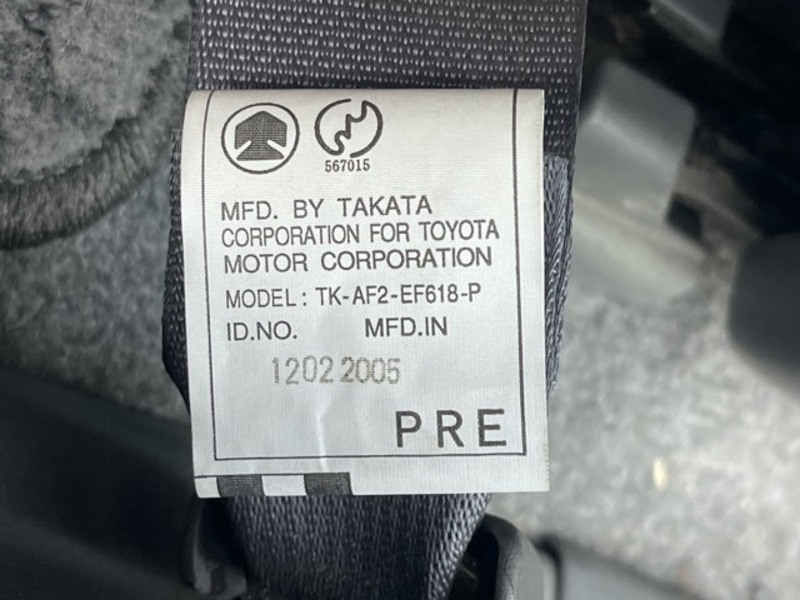 567015
MFD. BY TAKATA
CORPORATION FOR TOYOTA
MOTOR CORPORATION
MODEL : TK-AF2-EF618-P
ID.NO. MFD.IN
1202 2005
PRE